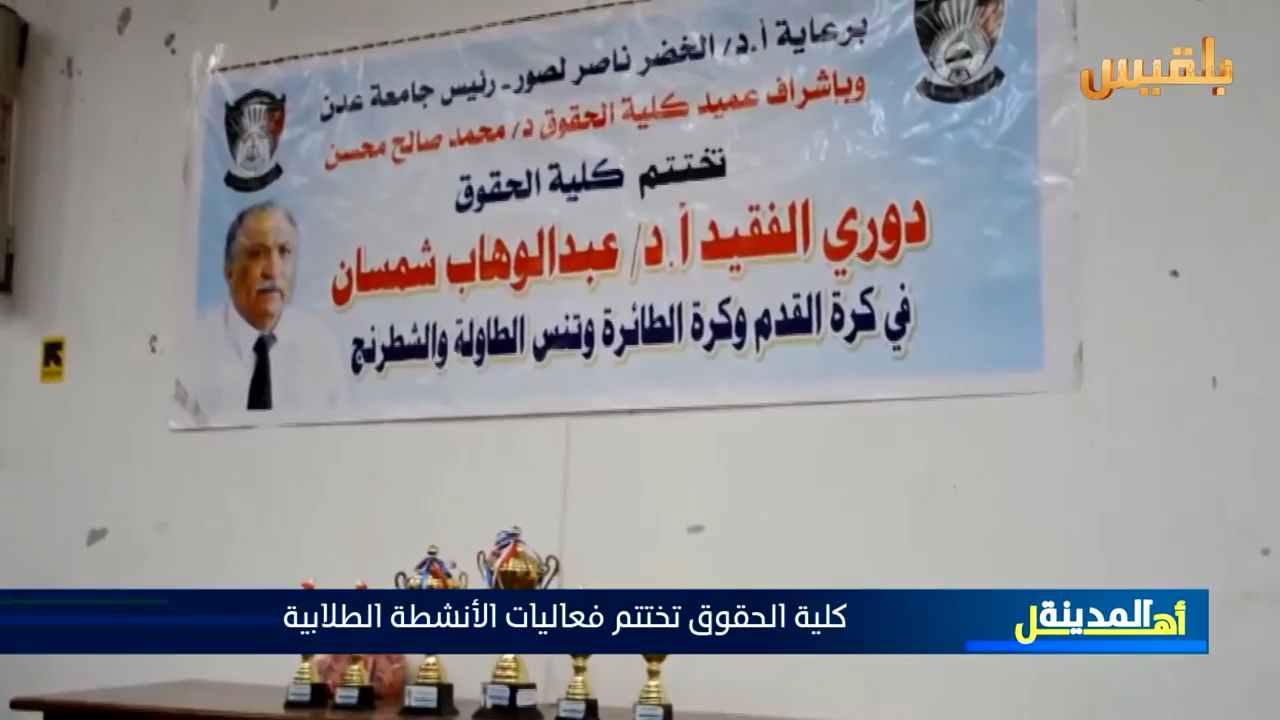 برعاية أ.د/ الخضر ناصر لصور - رئيس جامعة عدن
وبإشراف عميد كلية الحقوق د/ محمد صالح محسن
تختتم كلية الحقوق
دوري الفقيد أ.د/ عبدالوهاب شمسان
في كرة القدم وكرة الطائرة وتنس الطاولة والشطرنج
بلقيس
كلية الحقوق تختتم فعاليات الأنشطة الطلابية
أهل المدينة